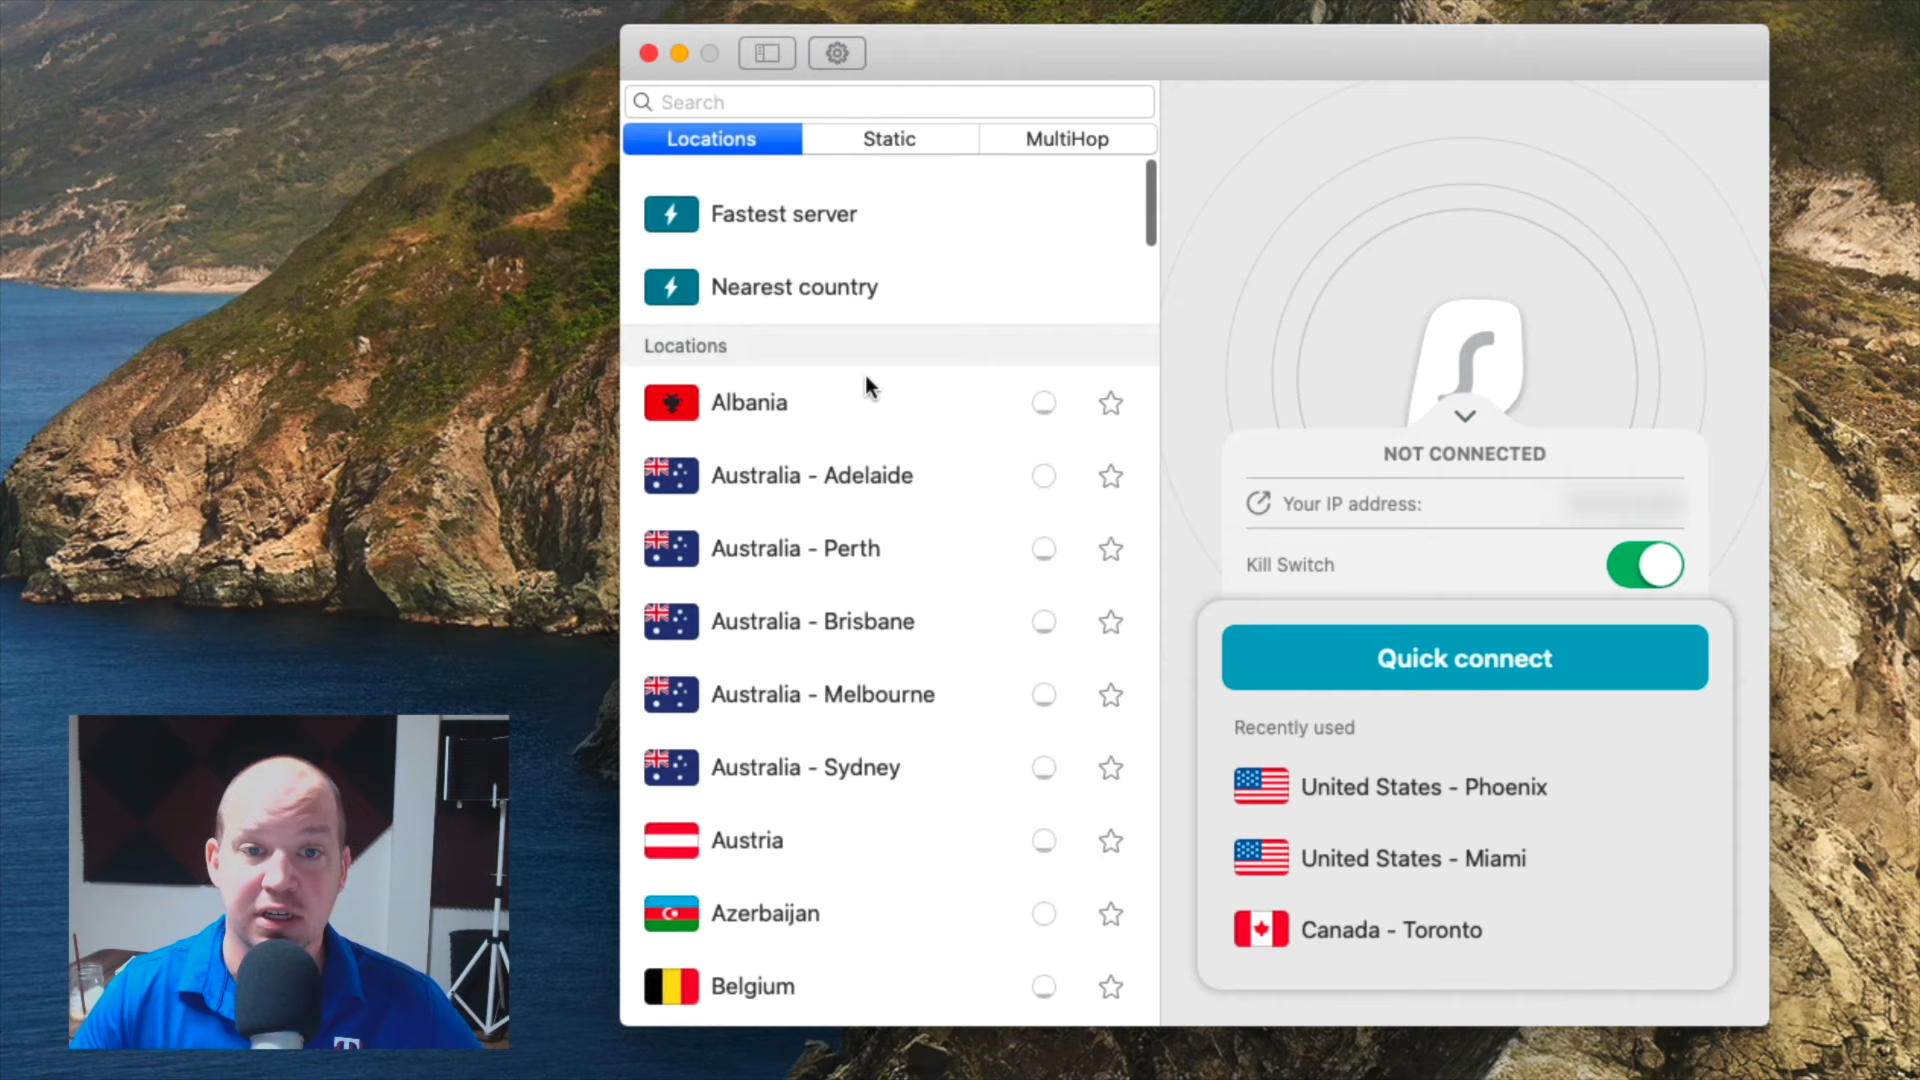 Search
Locations
Static
MultiHop
Fastest server
Nearest country
Locations
Albania
Australia - Adelaide
Australia - Perth
Australia - Brisbane
Australia - Melbourne
Australia - Sydney
Austria
Azerbaijan
Belgium
NOT CONNECTED
Your IP address:
Kill Switch
Quick connect
Recently used
United States - Phoenix
United States - Miami
Canada - Toronto